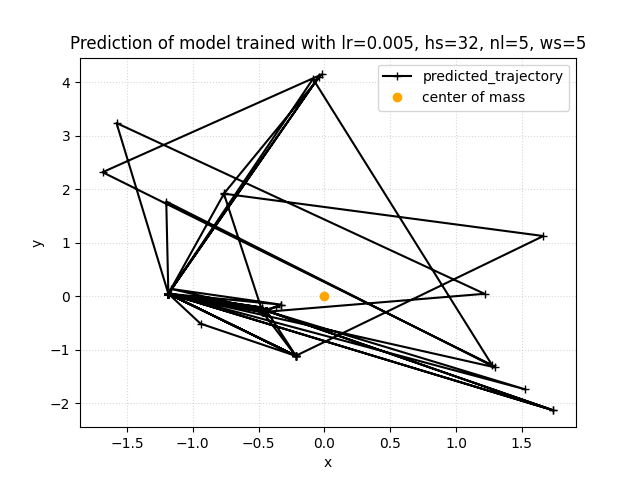 Prediction of model trained with lr=0.005, hs=32, nl=5, ws=5
predicted_trajectory
center of mass
4
3
2
1
0
−1
−2
y
−1.5 −1.0 −0.5 0.0 0.5 1.0 1.5
x